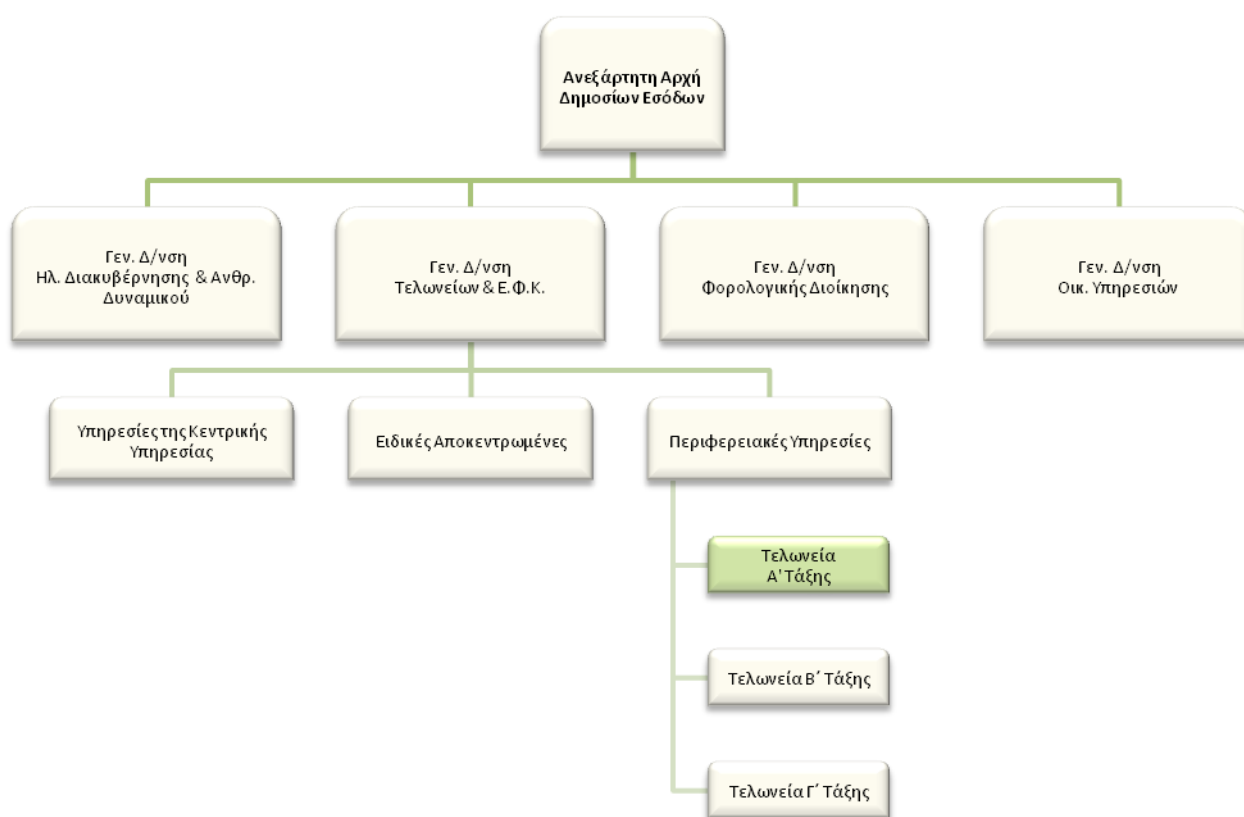 Ανεξάρτητη Αρχή
Δημοσίων Εσόδων
Γεν. Δ/νση
Ηλ. Διακυβέρνησης & Ανθρ.
Δυναμικού
Γεν. Δ/νση
Τελωνείων & Ε.Φ.Κ.
Γεν. Δ/νση
Φορολογικής Διοίκησης
Γεν. Δ/νση
Οικ. Υπηρεσιών
Υπηρεσίες της Κεντρικής
Υπηρεσίας
Ειδικές Αποκεντρωμένες
Περιφερειακές Υπηρεσίες
Τελωνεία
Α' Τάξης
Τελωνεία Β΄ Τάξης
Τελωνεία Γ΄ Τάξης